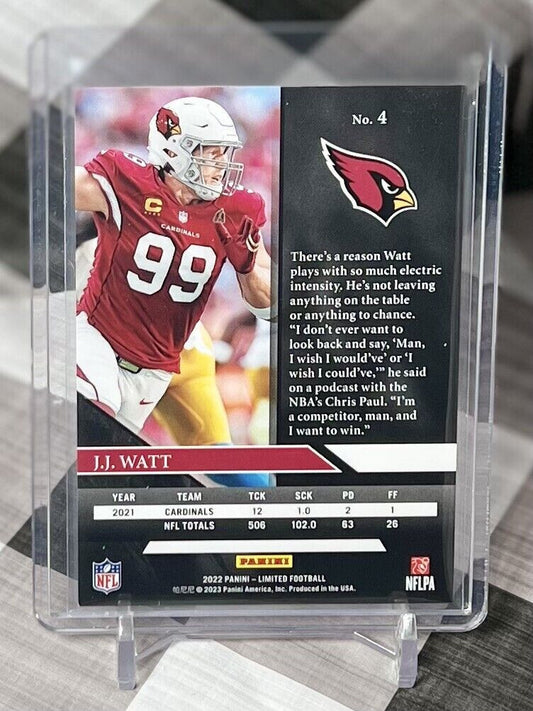 No. 4
C
CARDINALS
99
99
There's a reason Watt
plays with so much electric
intensity. He's not leaving
anything on the table
or anything to chance.
“I don't ever want to
look back and say, ‘Man,
I wish I would've’ or ‘I
wish I could've,’” he said
on a podcast with the
NBA's Chris Paul. “I'm
a competitor, man, and
I want to win.”
J.J. WATT
YEAR TEAM TCK SCK PD FF
2021 CARDINALS 12 1.0 2 1
NFL TOTALS 506 102.0 63 26
PANINI
NFL
NFLPA
2022 PANINI – LIMITED FOOTBALL
帕尼尼 © 2023 Panini America, Inc. Produced in the USA.